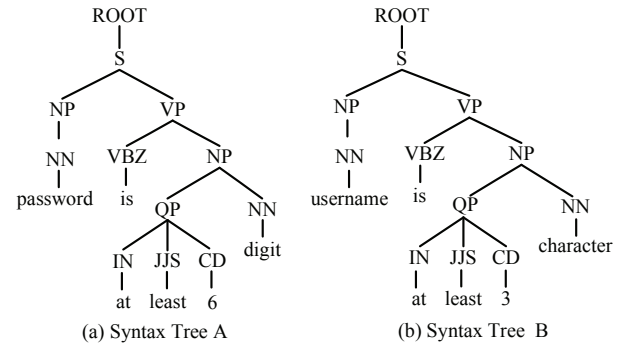 ROOT ROOT
S S
NP VP NP VP
NN VBZ NP NN VBZ NP
password is QP NN username is QP NN
IN JJS CD digit IN JJS CD character
at least 6 at least 3
(a) Syntax Tree A (b) Syntax Tree B